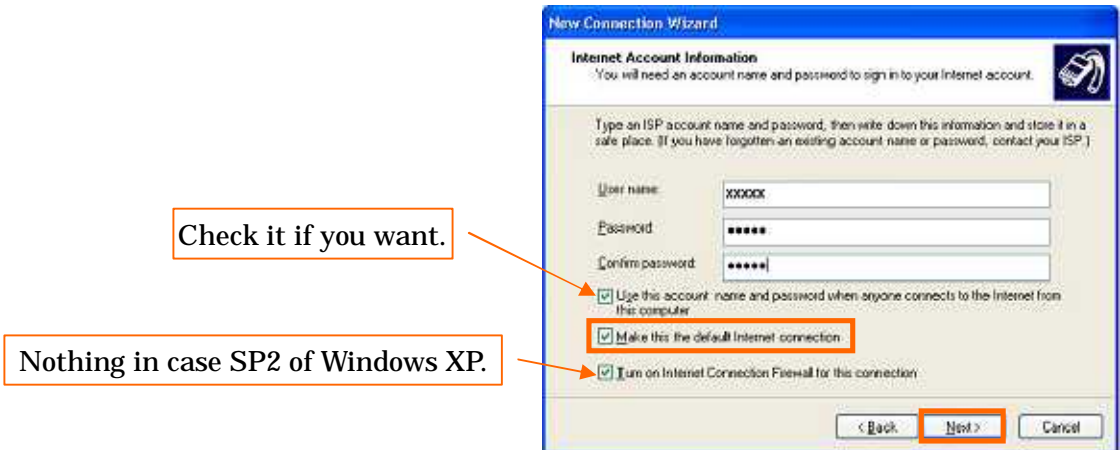 New Connection Wizard
Internet Account Information
You will need an account name and password to sign in to your Internet account.
Type an ISP account name and password, then write down this information and store it in a
safe place. (If you have forgotten an existing account name or password, contact your ISP.)
User name:
xxxxx
Password:
•••••
Confirm password:
•••••
Check it if you want.
Use this account name and password when anyone connects to the Internet from
this computer
Make this the default Internet connection
Nothing in case SP2 of Windows XP.
Turn on Internet Connection Firewall for this connection
< Back
Next >
Cancel